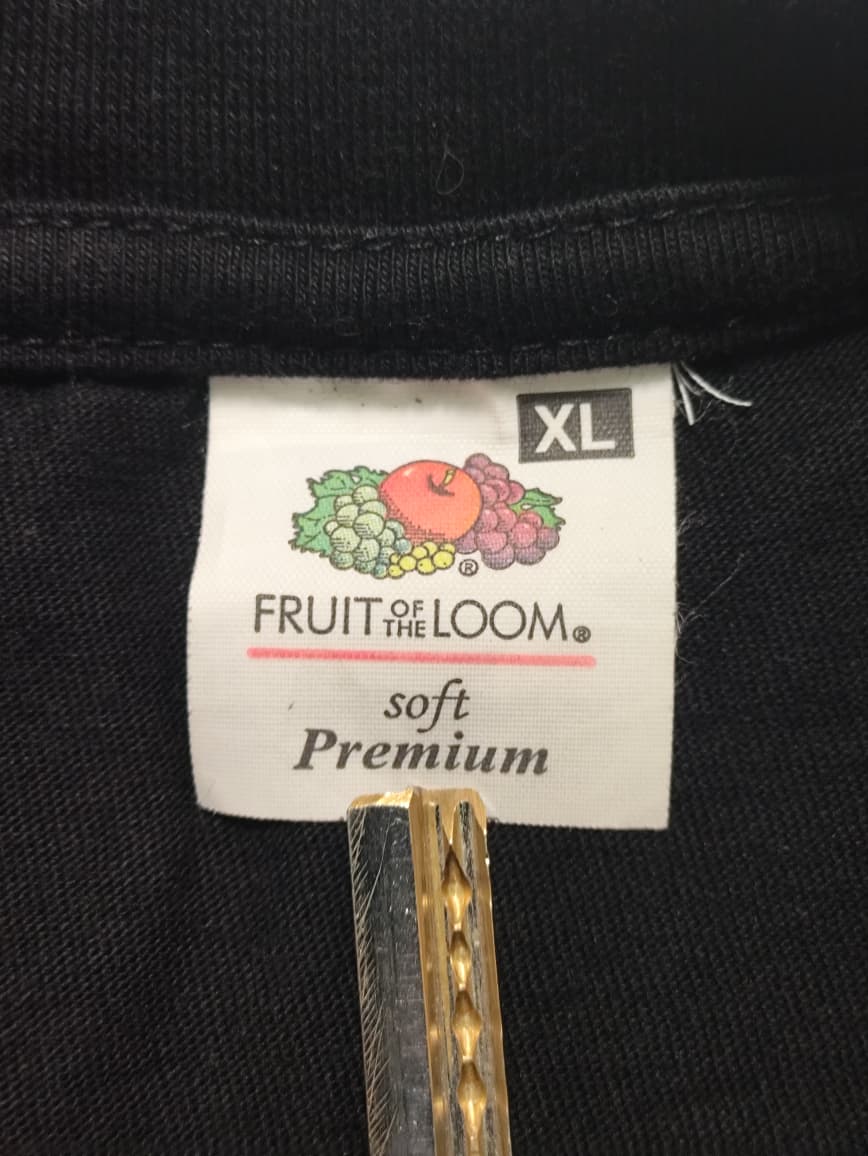 XL
®
FRUIT OF THE LOOM®
soft
Premium